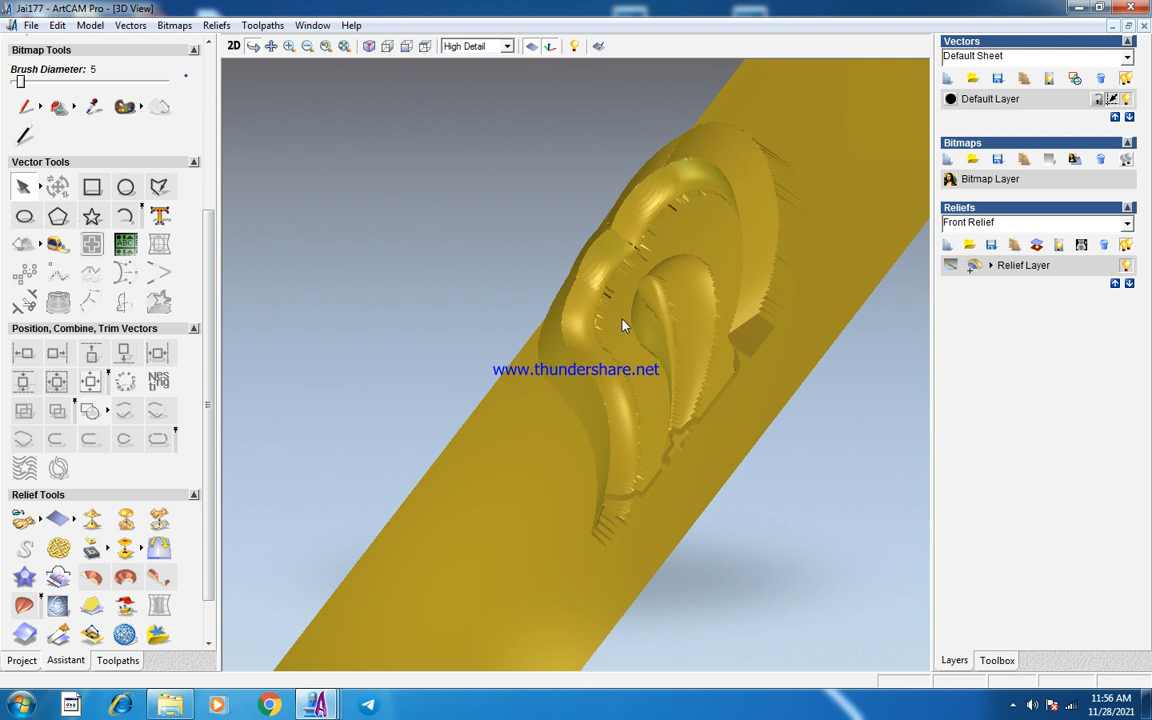 Jai177 - ArtCAM Pro - [3D View]
File Edit Model Vectors Bitmaps Reliefs Toolpaths Window Help
Bitmap Tools
Brush Diameter: 5
Vector Tools
Position, Combine, Trim Vectors
Relief Tools
Project Assistant Toolpaths
2D
High Detail
www.thundershare.net
Vectors
Default Sheet
Default Layer
Bitmaps
Bitmap Layer
Reliefs
Front Relief
Relief Layer
Layers Toolbox
11:56 AM
11/28/2021